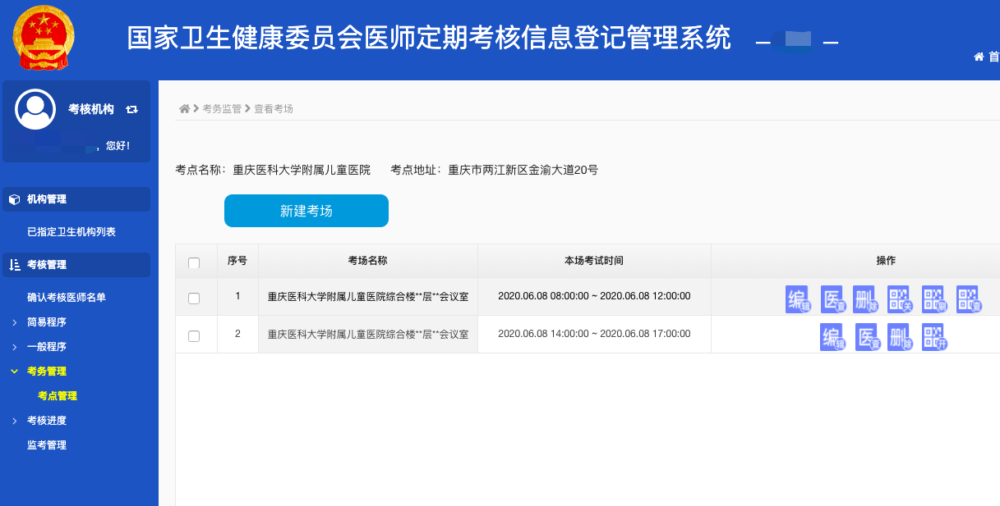 国家卫生健康委员会医师定期考核信息登记管理系统 — —
首
考核机构
，您好!
机构管理
已指定卫生机构列表
考核管理
确认考核医师名单
简易程序
一般程序
考务管理
考点管理
考核进度
监考管理
考务监管 查看考场
考点名称：重庆医科大学附属儿童医院 考点地址：重庆市两江新区金渝大道20号
新建考场
序号 考场名称 本场考试时间 操作
1 重庆医科大学附属儿童医院综合楼**层**会议室 2020.06.08 08:00:00 ~ 2020.06.08 12:00:00 编辑 医查 删除 关 刷 查
2 重庆医科大学附属儿童医院综合楼**层**会议室 2020.06.08 14:00:00 ~ 2020.06.08 17:00:00 编辑 医查 删除 开